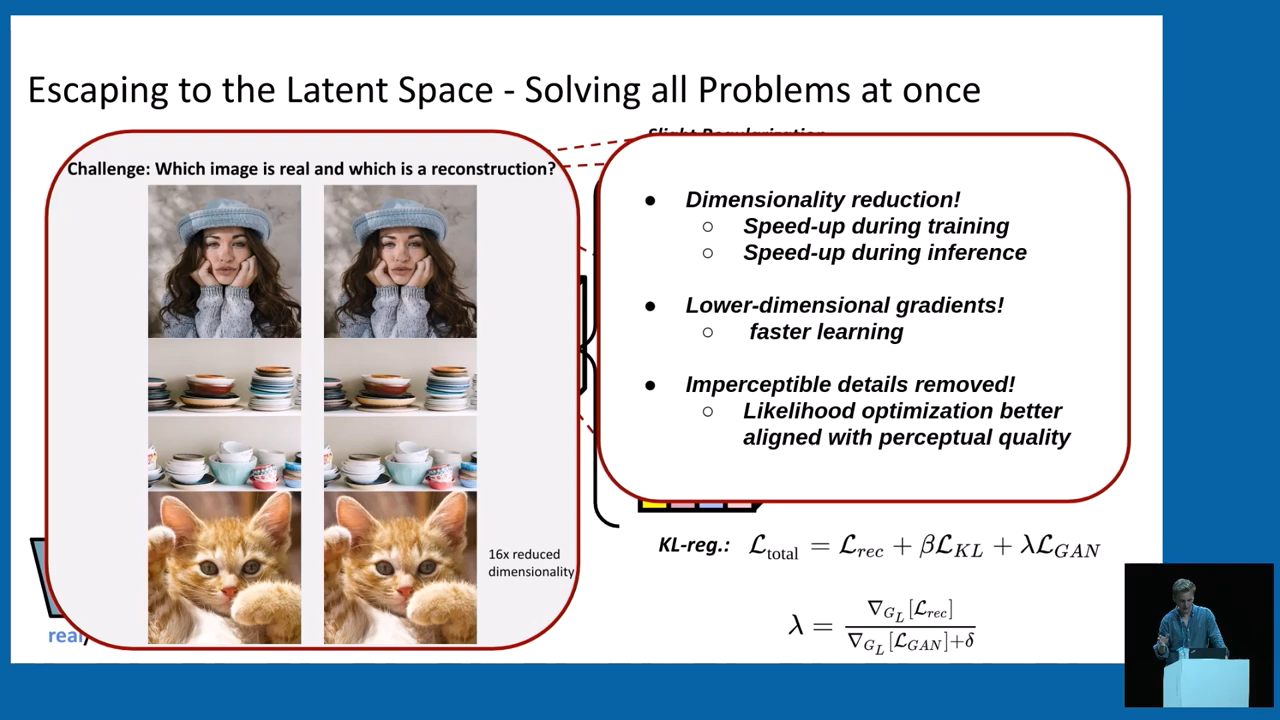 Escaping to the Latent Space - Solving all Problems at once
Challenge: Which image is real and which is a reconstruction?
16x reduced
dimensionality
real/
Slight Regularization
● Dimensionality reduction!
○ Speed-up during training
○ Speed-up during inference
● Lower-dimensional gradients!
○ faster learning
● Imperceptible details removed!
○ Likelihood optimization better
aligned with perceptual quality
KL-reg.: ℒ_total = ℒ_rec + βℒ_KL + λℒ_GAN
λ = ∇_{G_L}[ℒ_rec] / ∇_{G_L}[ℒ_GAN]+δ